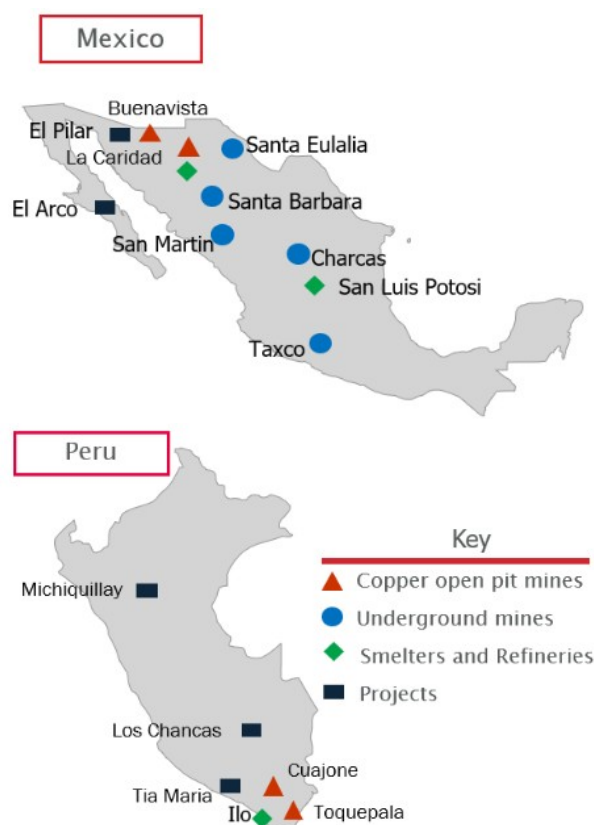 Mexico
Buenavista
El Pilar
La Caridad
Santa Eulalia
El Arco
Santa Barbara
San Martin
Charcas
San Luis Potosi
Taxco
Peru
Key
Michiquillay
Copper open pit mines
Underground mines
Smelters and Refineries
Projects
Los Chancas
Cuajone
Tia Maria
Ilo
Toquepala